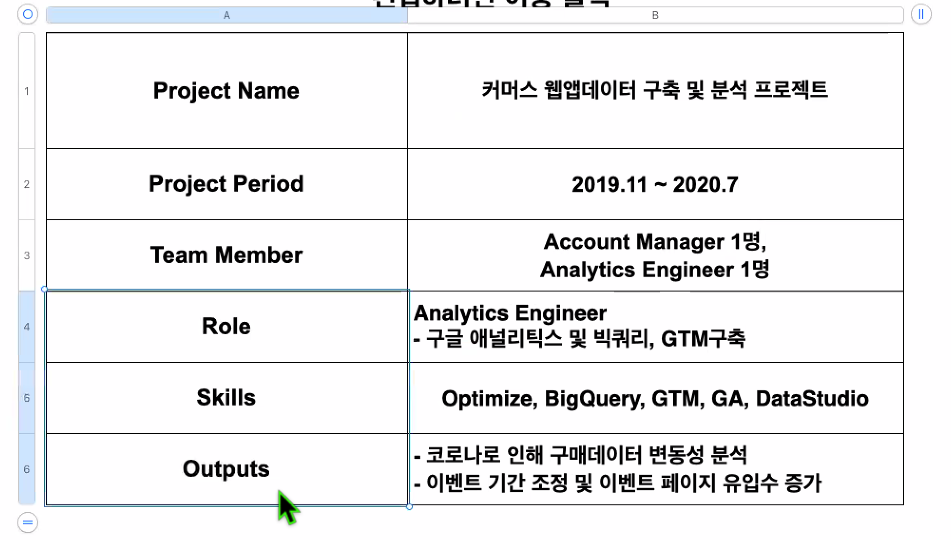 A B
1 Project Name 커머스 웹앱데이터 구축 및 분석 프로젝트
2 Project Period 2019.11 ~ 2020.7
3 Team Member Account Manager 1명,
Analytics Engineer 1명
4 Role Analytics Engineer
- 구글 애널리틱스 및 빅쿼리, GTM구축
5 Skills Optimize, BigQuery, GTM, GA, DataStudio
6 Outputs - 코로나로 인해 구매데이터 변동성 분석
- 이벤트 기간 조정 및 이벤트 페이지 유입수 증가